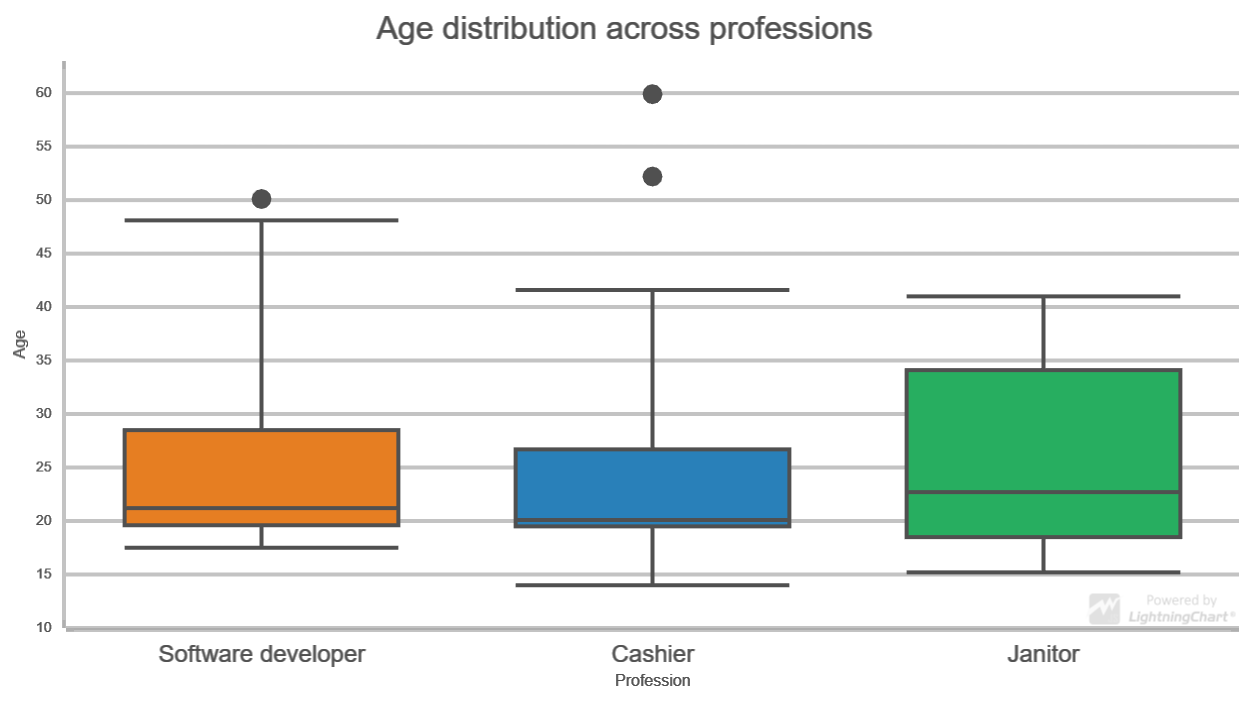 Age distribution across professions
60
55
50
45
40
35
30
25
20
15
10
Age
Powered by
LightningChart®
Software developer
Cashier
Janitor
Profession